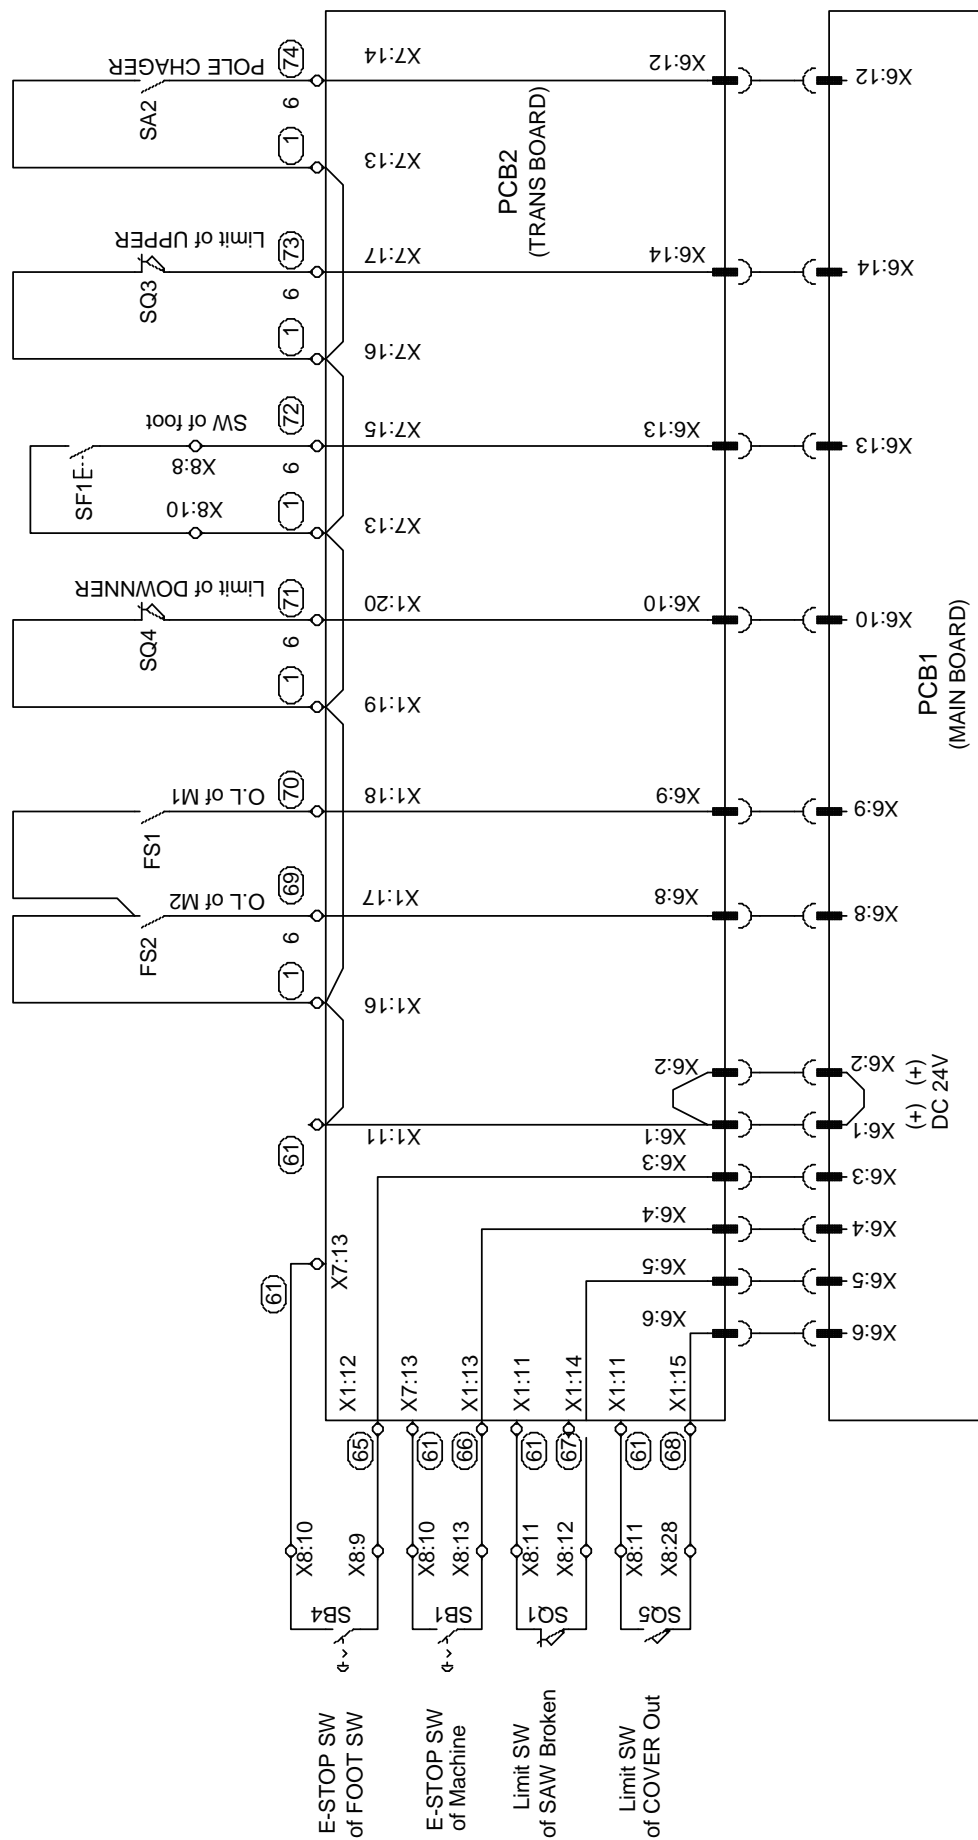 POLE CHAGER
SA2
74
6
1
X7:14
X7:13
X6:12
X6:12
PCB2
(TRANS BOARD)
Limit of UPPER
SQ3
73
6
1
X7:17
X7:16
X6:14
X6:14
SW of foot
SF1
X8:8
X8:10
72
6
1
X7:15
X7:13
X6:13
X6:13
Limit of DOWNNER
SQ4
71
6
1
X1:20
X1:19
X6:10
X6:10
PCB1
(MAIN BOARD)
O.L of M1
FS1
70
X1:18
X6:9
X6:9
O.L of M2
FS2
69
6
1
X1:17
X1:16
X6:8
X6:8
X6:2
X6:2
(+) (+)
DC 24V
61
X1:11
X6:1
X6:1
X6:3
X6:3
X6:4
X6:4
X6:5
X6:5
X6:6
X6:6
61
X7:13
X1:12
65
X8:10
X8:9
SB4
E-STOP SW
of FOOT SW
X7:13
X1:13
61
66
X8:10
X8:13
SB1
E-STOP SW
of Machine
X1:11
X1:14
61
67
X8:11
X8:12
SQ1
Limit SW
of SAW Broken
X1:11
X1:15
61
68
X8:11
X8:28
SQ5
Limit SW
of COVER Out